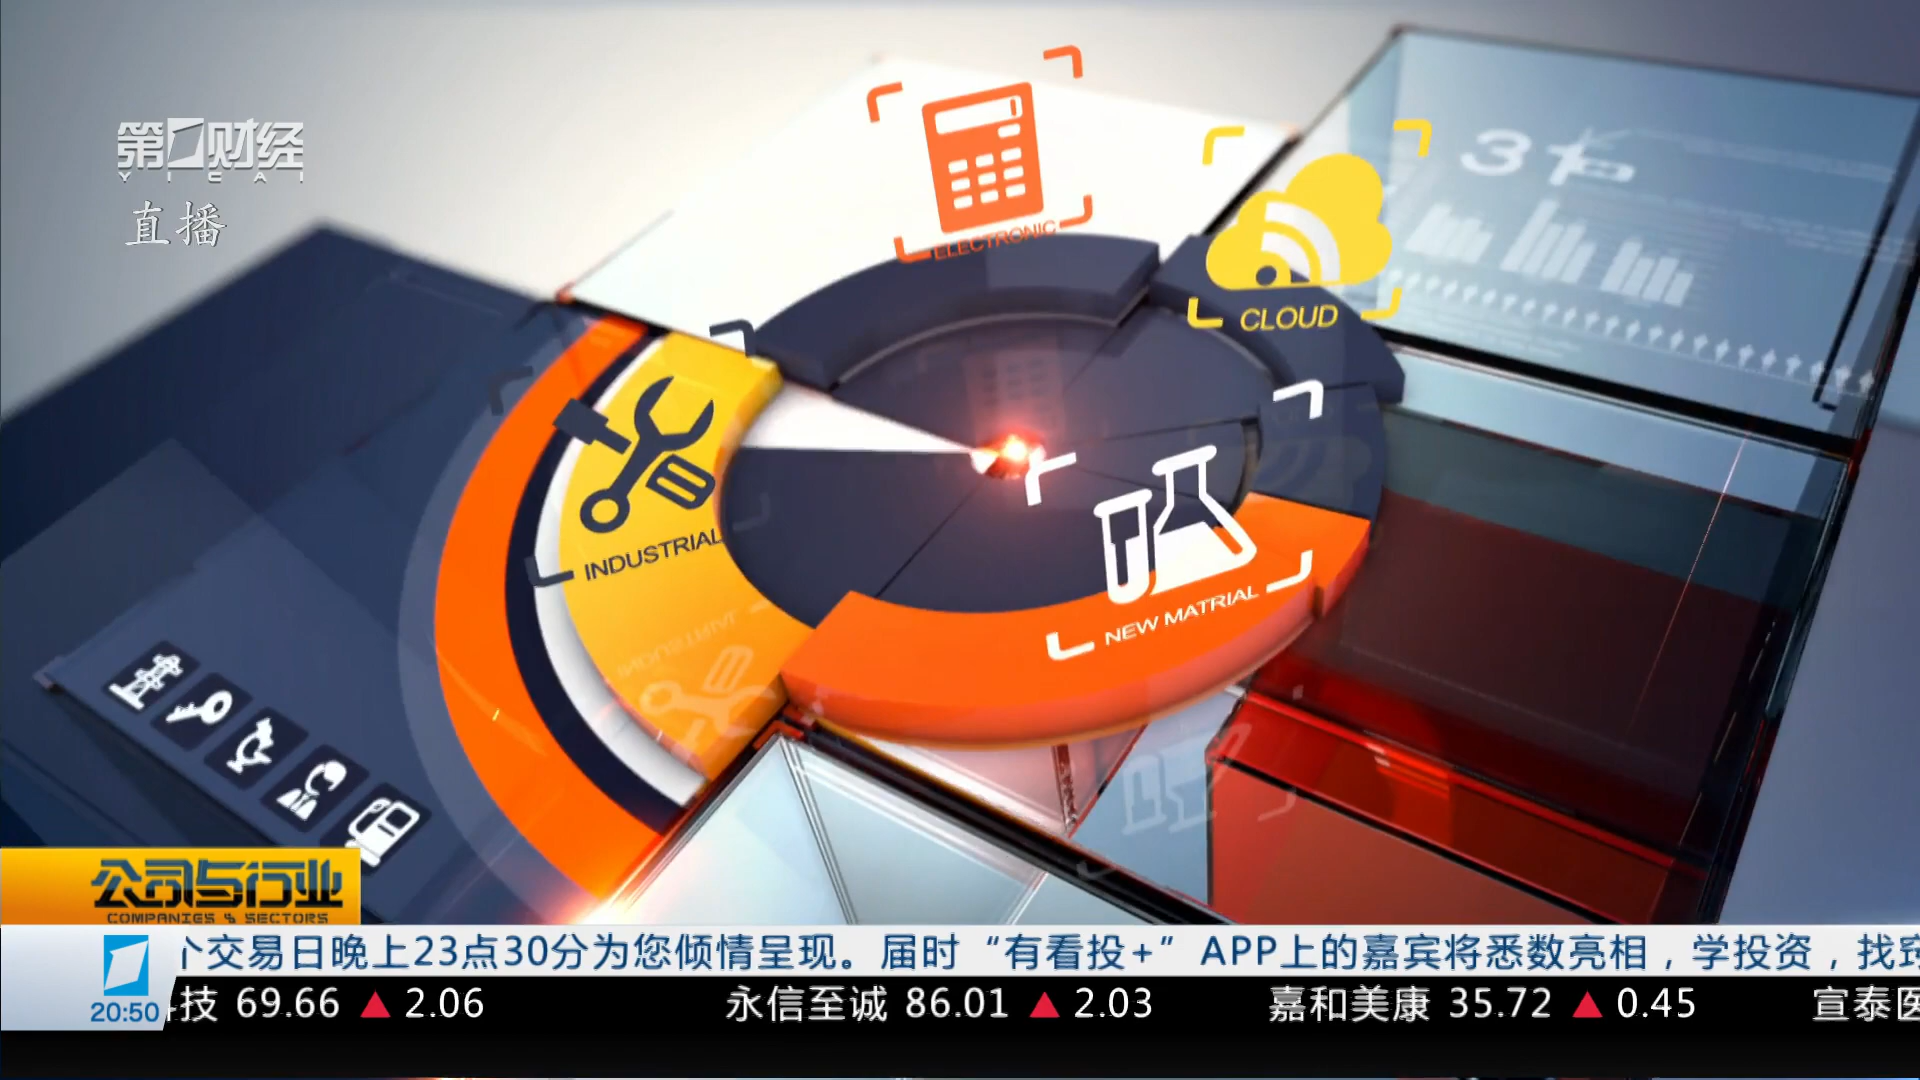 第1财经
YICAI
直播
ELECTRONIC
CLOUD
INDUSTRIAL
NEW MATRIAL
公司与行业
COMPANIES & SECTORS
个交易日晚上23点30分为您倾情呈现。届时“有看投+”APP上的嘉宾将悉数亮相，学投资，找窍
20:50
科技 69.66 ▲ 2.06 永信至诚 86.01 ▲ 2.03 嘉和美康 35.72 ▲ 0.45 宣泰医